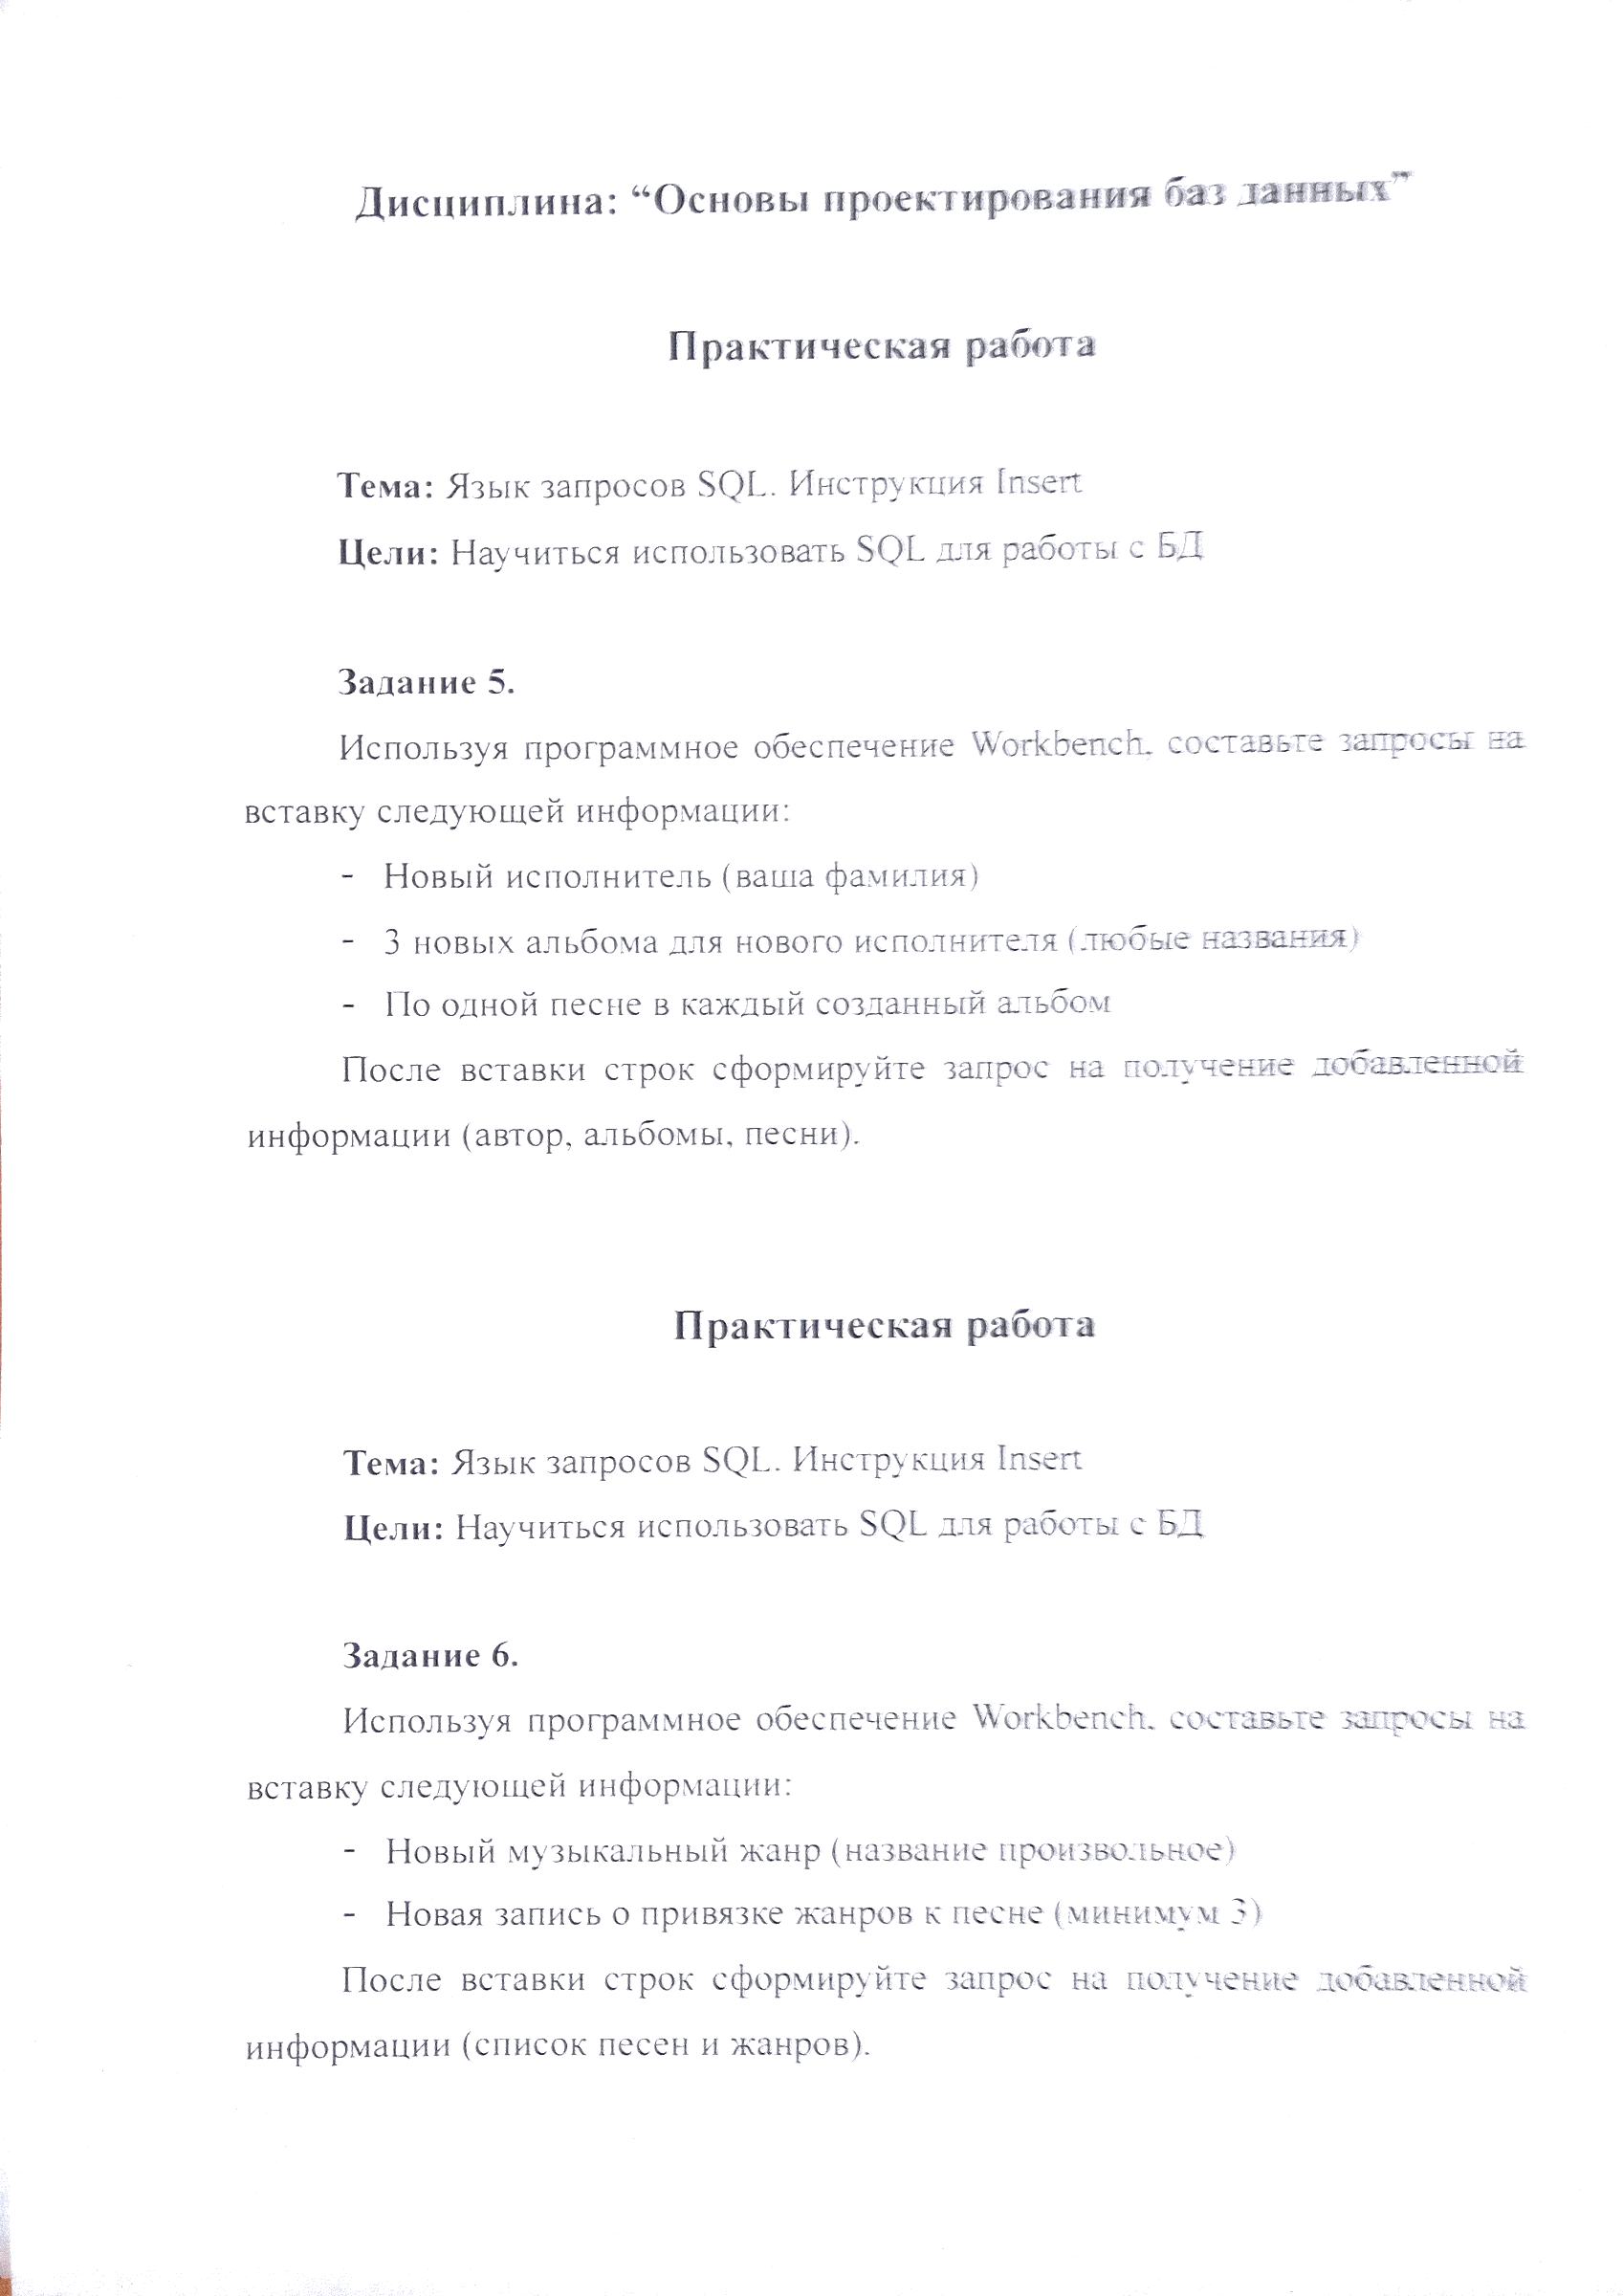 Дисциплина: “Основы проектирования баз данных”
Практическая работа
Тема: Язык запросов SQL. Инструкция Insert
Цели: Научиться использовать SQL для работы с БД
Задание 5.
Используя программное обеспечение Workbench, составьте запросы на
вставку следующей информации:
- Новый исполнитель (ваша фамилия)
- 3 новых альбома для нового исполнителя (любые названия)
- По одной песне в каждый созданный альбом
После вставки строк сформируйте запрос на получение добавленной
информации (автор, альбомы, песни).
Практическая работа
Тема: Язык запросов SQL. Инструкция Insert
Цели: Научиться использовать SQL для работы с БД
Задание 6.
Используя программное обеспечение Workbench, составьте запросы на
вставку следующей информации:
- Новый музыкальный жанр (название произвольное)
- Новая запись о привязке жанров к песне (минимум 3)
После вставки строк сформируйте запрос на получение добавленной
информации (список песен и жанров).